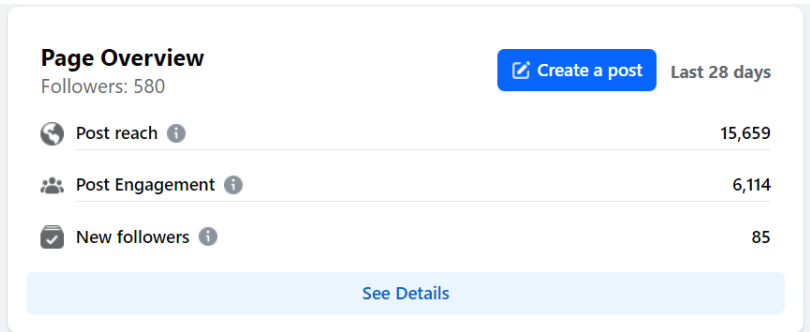 Page Overview
Followers: 580
Create a post
Last 28 days
Post reach
15,659
Post Engagement
6,114
New followers
85
See Details